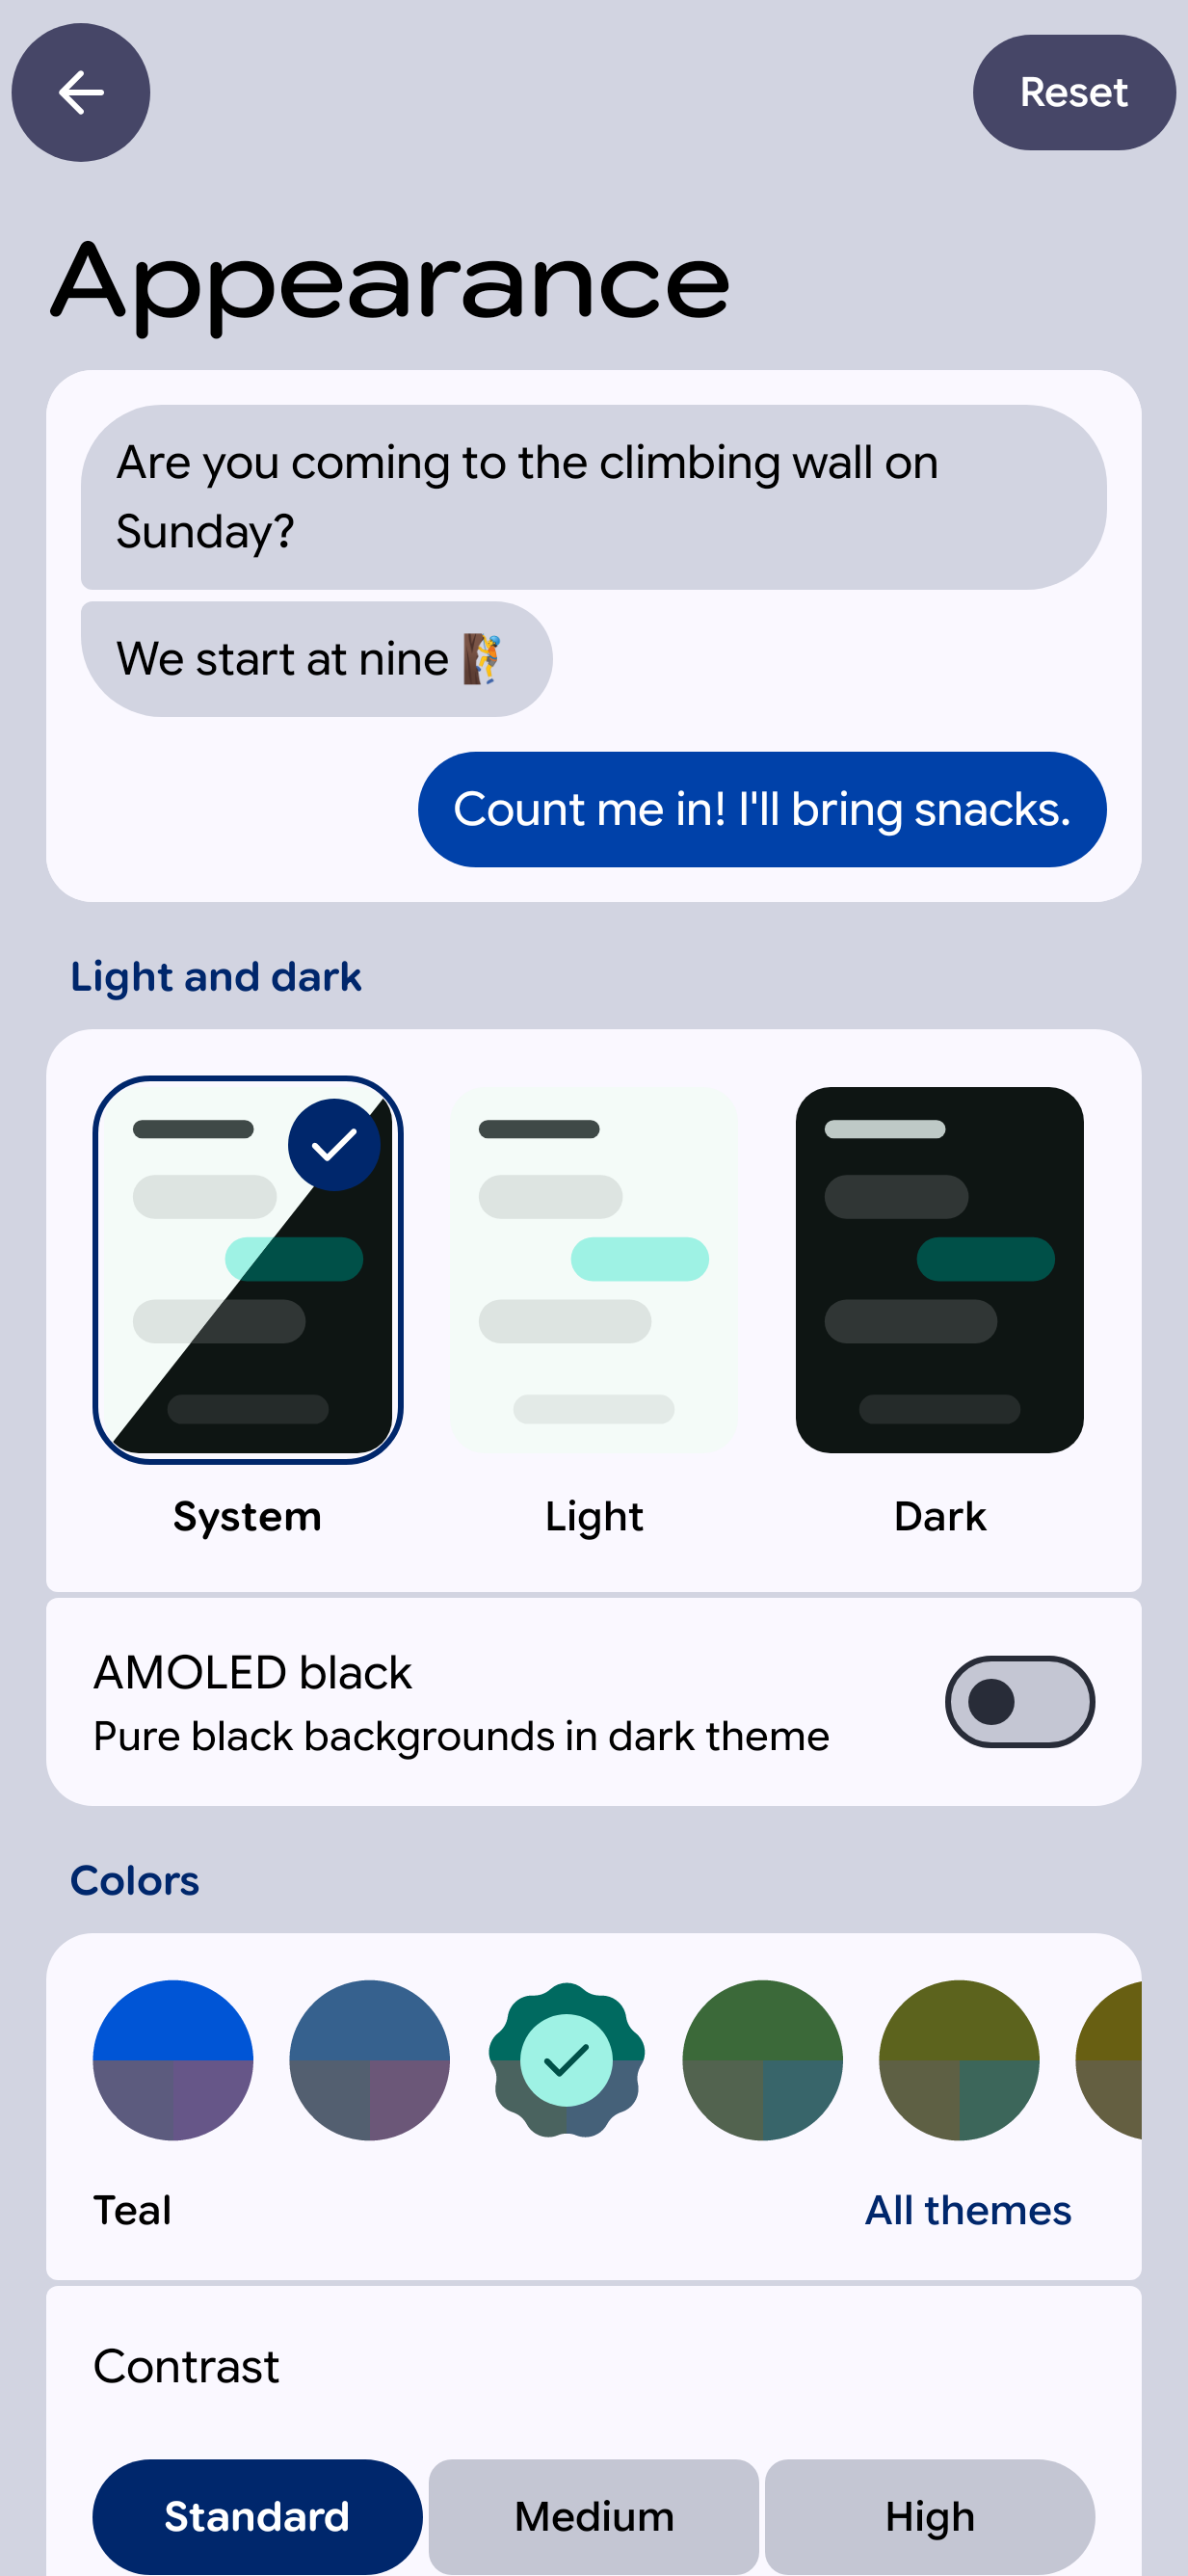 Reset
Appearance
Are you coming to the climbing wall on
Sunday?
We start at nine 🧗
Count me in! I'll bring snacks.
Light and dark
System
Light
Dark
AMOLED black
Pure black backgrounds in dark theme
Colors
Teal
All themes
Contrast
Standard
Medium
High